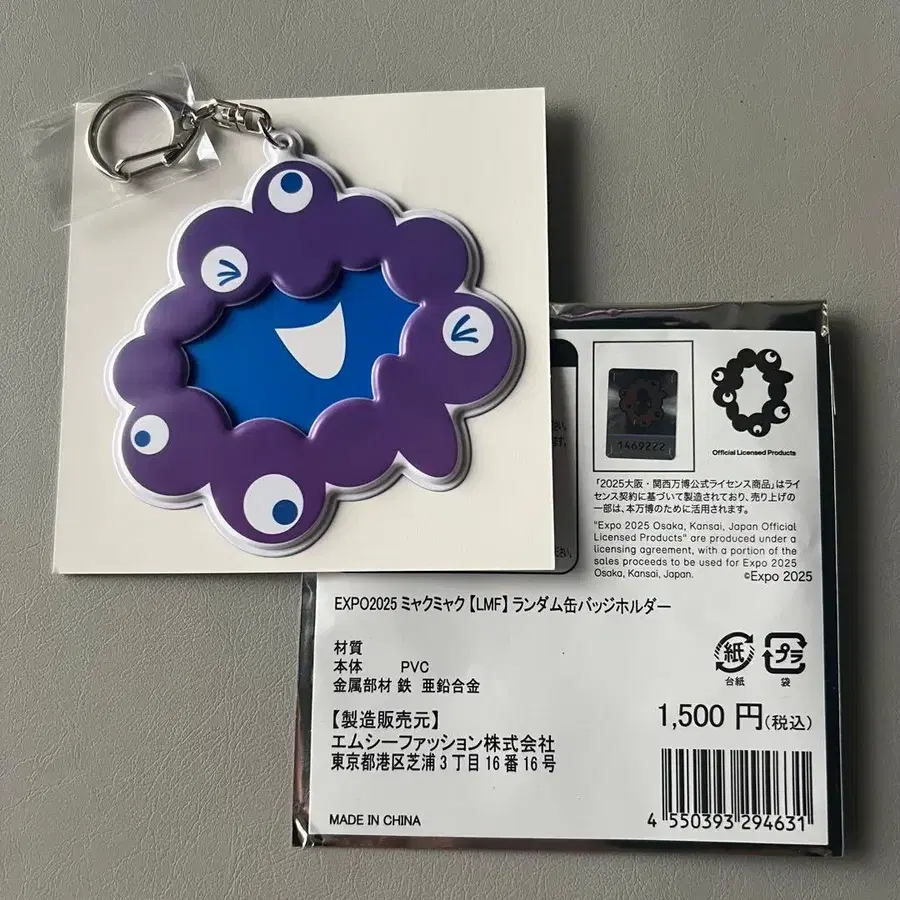 1469222
Official Licensed Products
「2025大阪・関西万博公式ライセンス商品」はライ
センス契約に基づいて製造されており、売り上げの
一部は、本万博のために活用されます。
"Expo 2025 Osaka, Kansai, Japan Official
Licensed Products" are produced under a
licensing agreement, with a portion of the
sales proceeds to be used for Expo 2025
Osaka, Kansai, Japan.
©Expo 2025
EXPO2025 ミャクミャク【LMF】ランダム缶バッジホルダー
材質
本体 PVC
金属部材 鉄 亜鉛合金
紙 プラ
台紙 袋
1,500 円(税込)
【製造販売元】
エムシーファッション株式会社
東京都港区芝浦3丁目16番16号
MADE IN CHINA
4 550393 294631